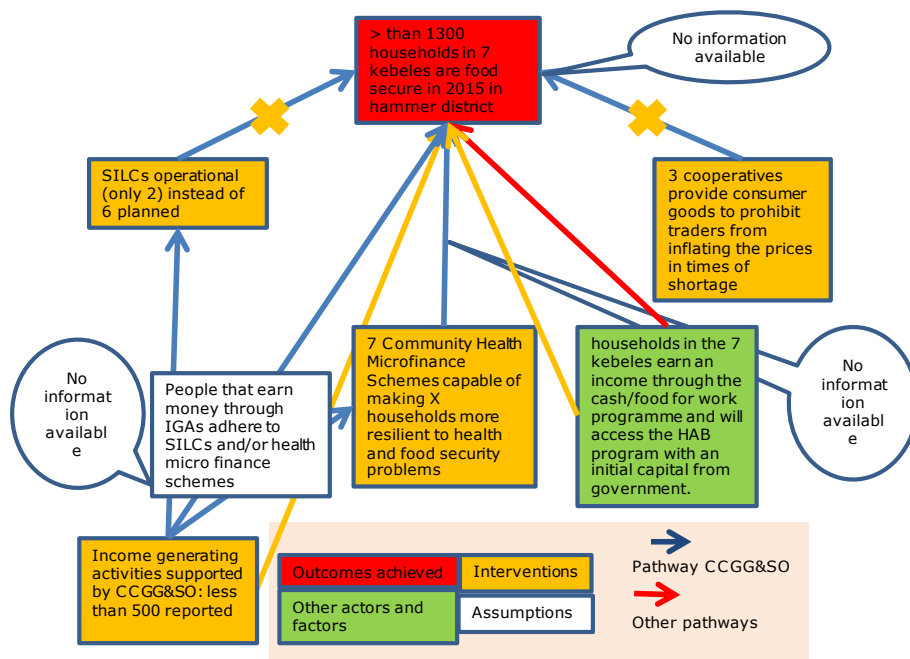 > than 1300
households in 7
kebeles are food
secure in 2015 in
hammer district
No information
available
SILCs operational
(only 2) instead of
6 planned
3 cooperatives
provide consumer
goods to prohibit
traders from
inflating the prices
in times of
shortage
No
informat
ion
availabl
e
People that earn
money through
IGAs adhere to
SILCs and/or health
micro finance
schemes
7 Community Health
Microfinance
Schemes capable of
making X
households more
resilient to health
and food security
problems
households in the 7
kebeles earn an
income through the
cash/food for work
programme and will
access the HAB
program with an
initial capital from
government.
No
informat
ion
availabl
e
Income generating
activities supported
by CCGG&SO: less
than 500 reported
Outcomes achieved
Interventions
Other actors and
factors
Assumptions
Pathway CCGG&SO
Other pathways